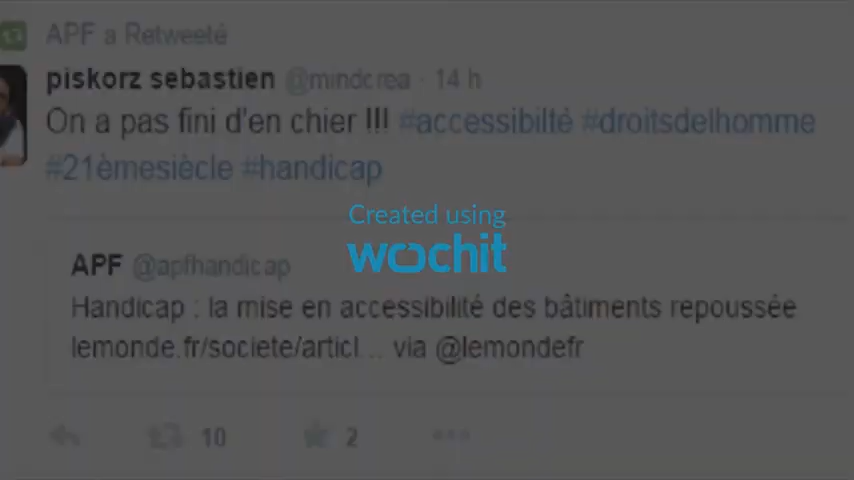 APF a Retweeté
piskorz sebastien @mindcrea · 14 h
On a pas fini d'en chier !!! #accessibilté #droitsdelhomme
#21èmesiècle #handicap
Created using
wochit
APF @apfhandicap
Handicap : la mise en accessibilité des bâtiments repoussée
lemonde.fr/societe/articl... via @lemondefr
10 2